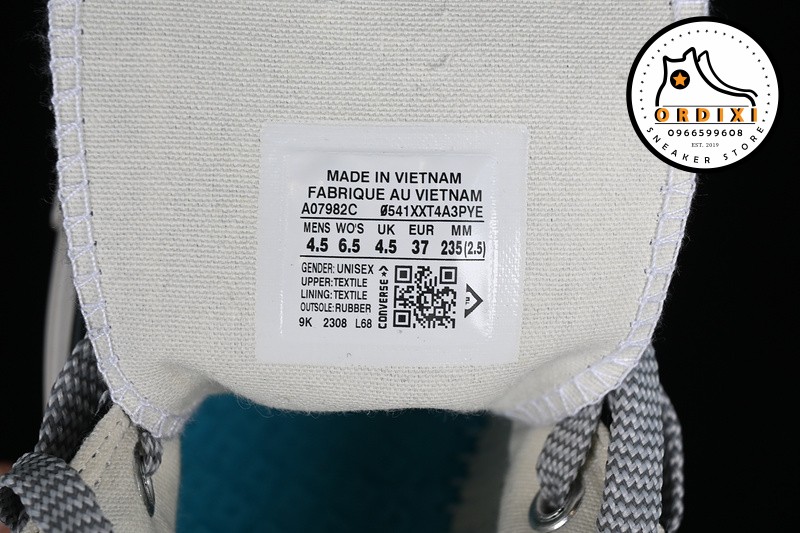 ORDIXI
0966599608
EST. 2019
SNEAKER STORE
MADE IN VIETNAM
FABRIQUE AU VIETNAM
A07982C Ø541XXT4A3PYE
MENS WO'S UK EUR MM
4.5 6.5 4.5 37 235(2.5)
GENDER: UNISEX
UPPER: TEXTILE
LINING: TEXTILE
OUTSOLE: RUBBER
9K 2308 L68
CONVERSE
TM